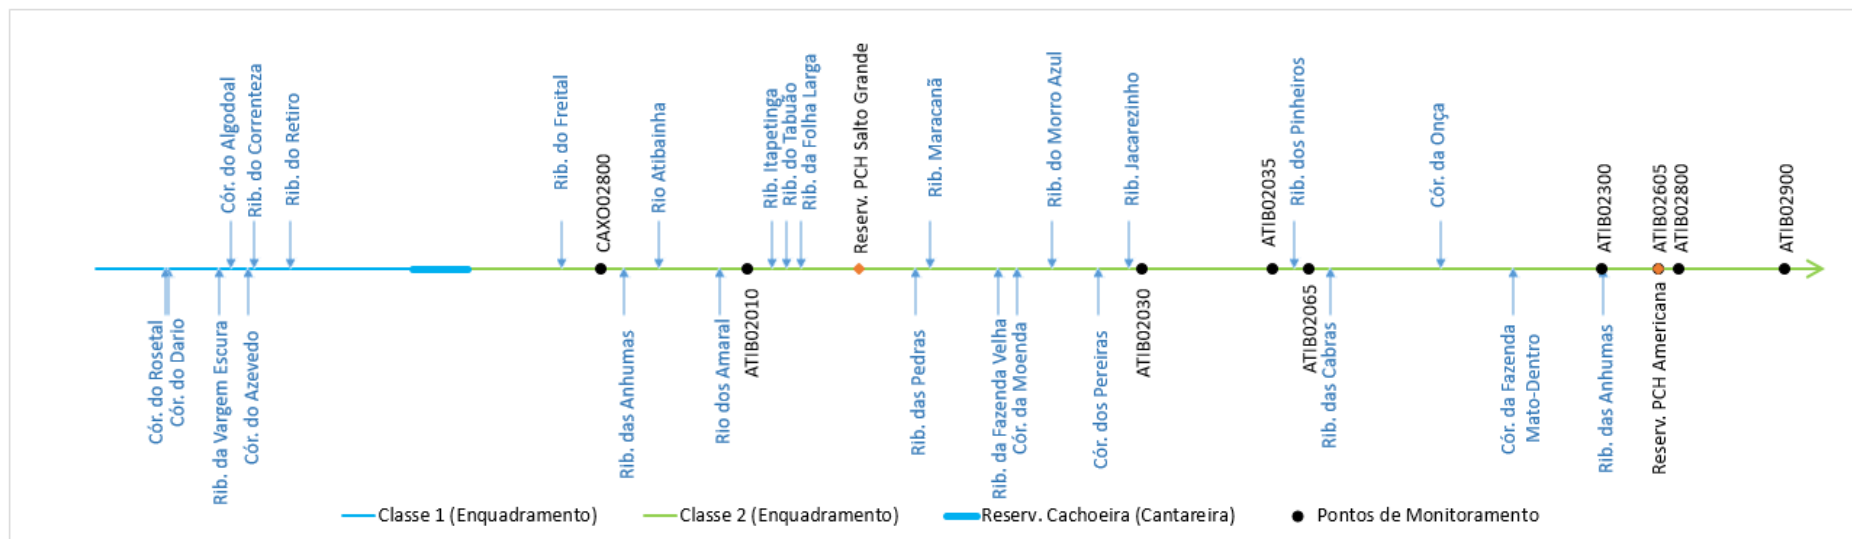 Cór. do Rosetal
Cór. do Dario
Rib. da Vargem Escura
Cór. do Algodoal
Cór. do Azevedo
Rib. do Correnteza
Rib. do Retiro
Rib. do Freital
CAXO02800
Rib. das Anhumas
Rio Atibainha
Rio dos Amaral
ATIB02010
Rib. Itapetinga
Rib. do Tabuão
Rib. da Folha Larga
Reserv. PCH Salto Grande
Rib. das Pedras
Rib. Maracanã
Rib. da Fazenda Velha
Cór. da Moenda
Rib. do Morro Azul
Cór. dos Pereiras
Rib. Jacarezinho
ATIB02030
ATIB02035
Rib. dos Pinheiros
ATIB02065
Rib. das Cabras
Cór. da Onça
Cór. da Fazenda
Mato-Dentro
ATIB02300
Rib. das Anhumas
ATIB02605
Reserv. PCH Americana
ATIB02800
ATIB02900
Classe 1 (Enquadramento)
Classe 2 (Enquadramento)
Reserv. Cachoeira (Cantareira)
Pontos de Monitoramento